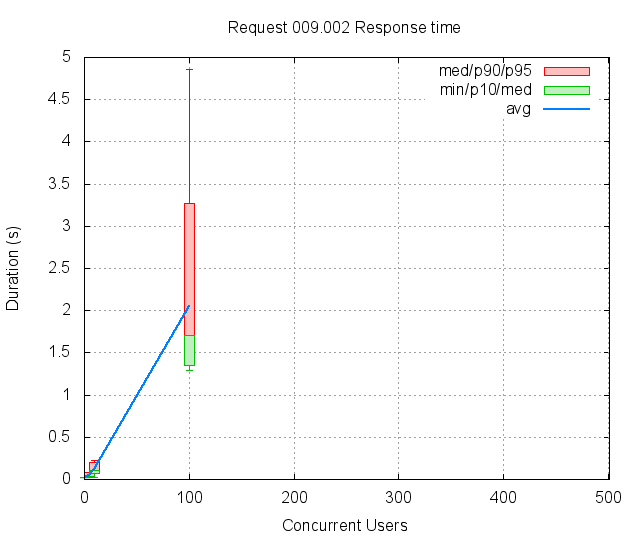 Request 009.002 Response time
med/p90/p95
min/p10/med
avg
5
4.5
4
3.5
3
2.5
2
1.5
1
0.5
0
Duration (s)
0 100 200 300 400 500
Concurrent Users